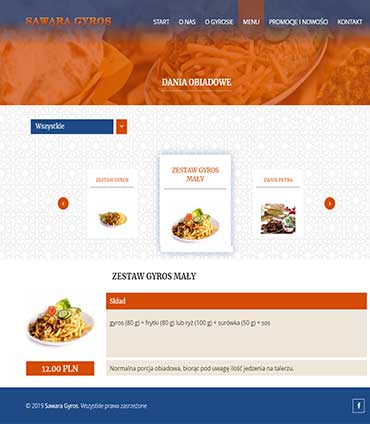 SAWARA GYROS
START O NAS O GYROSIE MENU PROMOCJE I NOWOŚCI KONTAKT
DANIA OBIADOWE
Wszystkie
ZESTAW GYROS
ZESTAW GYROS
MAŁY
DANIE PETRA
ZESTAW GYROS MAŁY
Skład
gyros (80 g) + frytki (80 g) lub ryż (100 g) + surówka (50 g) + sos
12.00 PLN
Normalna porcja obiadowa, biorąc pod uwagę ilość jedzenia na talerzu.
© 2019 Sawara Gyros. Wszystkie prawa zastrzeżone